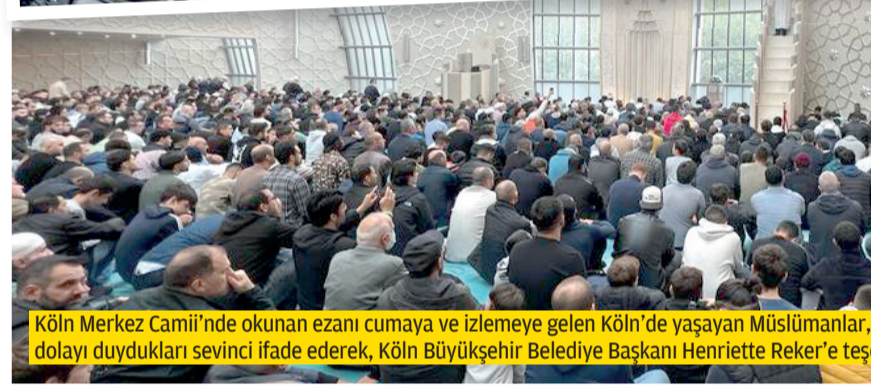 Köln Merkez Camii’nde okunan ezanı cumaya ve izlemeye gelen Köln’de yaşayan Müslümanlar,
dolayı duydukları sevinci ifade ederek, Köln Büyükşehir Belediye Başkanı Henriette Reker’e